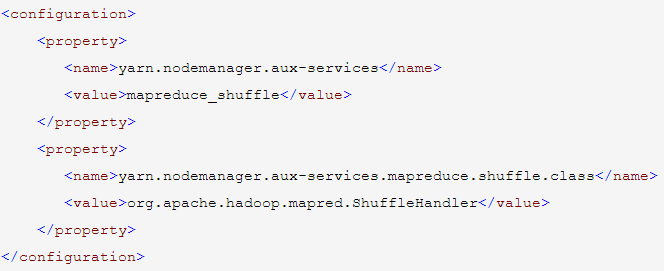 <configuration>
<property>
<name>yarn.nodemanager.aux-services</name>
<value>mapreduce_shuffle</value>
</property>
<property>
<name>yarn.nodemanager.aux-services.mapreduce.shuffle.class</name>
<value>org.apache.hadoop.mapred.ShuffleHandler</value>
</property>
</configuration>